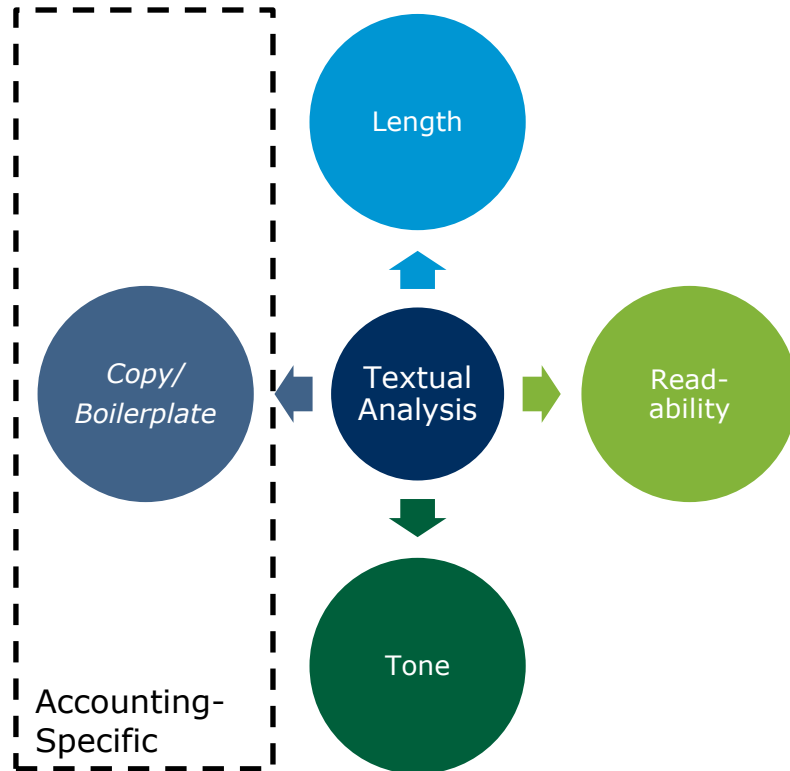 Length
Copy/
Boilerplate
Textual
Analysis
Read-
ability
Tone
Accounting-
Specific